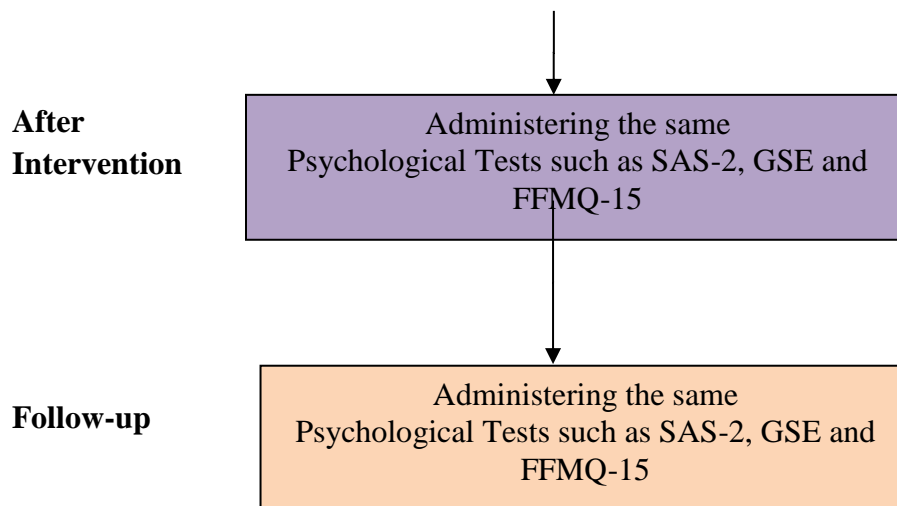 After
Intervention
Administering the same
Psychological Tests such as SAS-2, GSE and
FFMQ-15
Follow-up
Administering the same
Psychological Tests such as SAS-2, GSE and
FFMQ-15